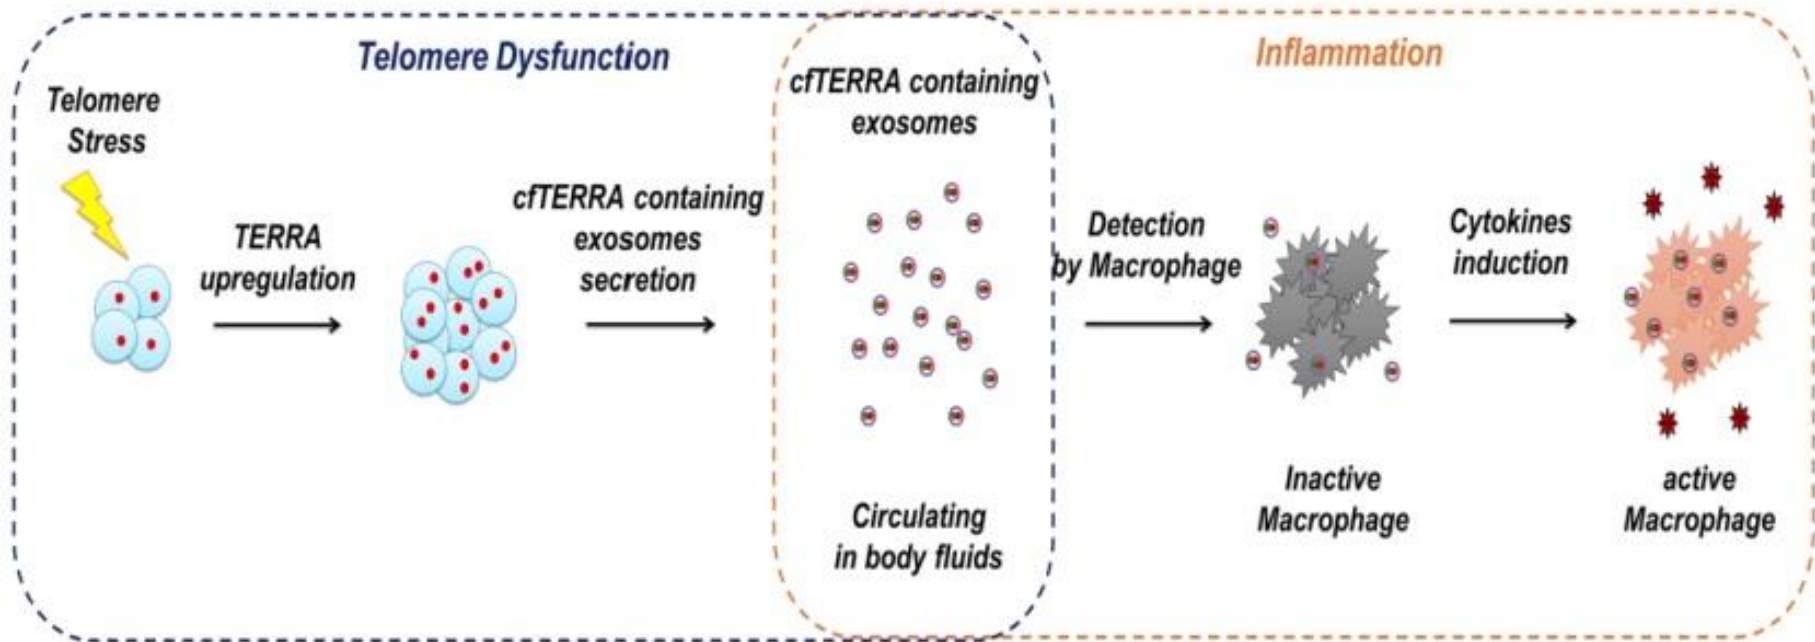 Telomere Dysfunction
Inflammation
Telomere
Stress
TERRA
upregulation
cfTERRA containing
exosomes
secretion
cfTERRA containing
exosomes
Circulating
in body fluids
Detection
by Macrophage
Inactive
Macrophage
Cytokines
induction
active
Macrophage